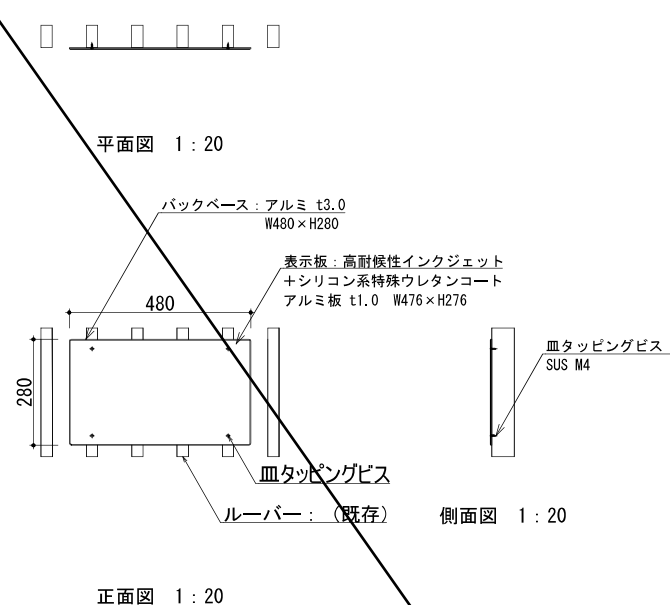 平面図 1：20
バックベース：アルミ t3.0
W480×H280
表示板：高耐候性インクジェット
＋シリコン系特殊ウレタンコート
アルミ板 t1.0 W476×H276
480
280
皿タッピングビス
SUS M4
皿タッピングビス
ルーバー：（既存）
側面図 1：20
正面図 1：20